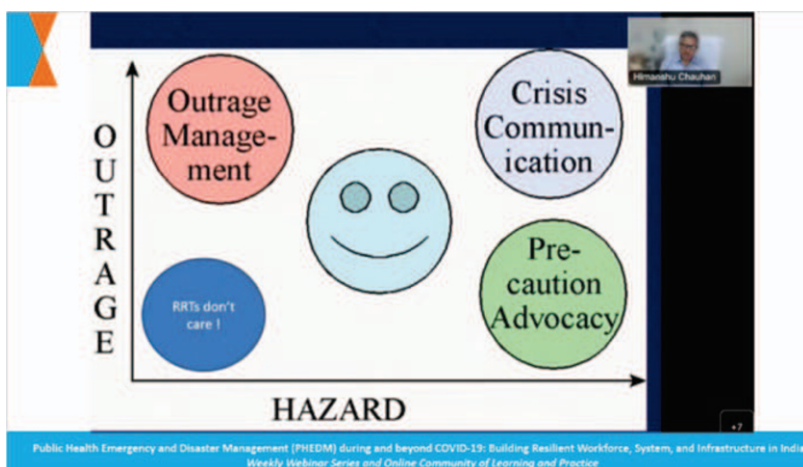 Himanshu Chauhan
Outrage
Manage-
ment
Crisis
Commun-
ication
OUTRAGE
RRTs don't
care !
Pre-
caution
Advocacy
HAZARD
+7
Public Health Emergency and Disaster Management (PHEDM) during and beyond COVID-19: Building Resilient Workforce, System, and Infrastructure in Indi
Weekly Webinar Series and Online Community of Learning and Practice